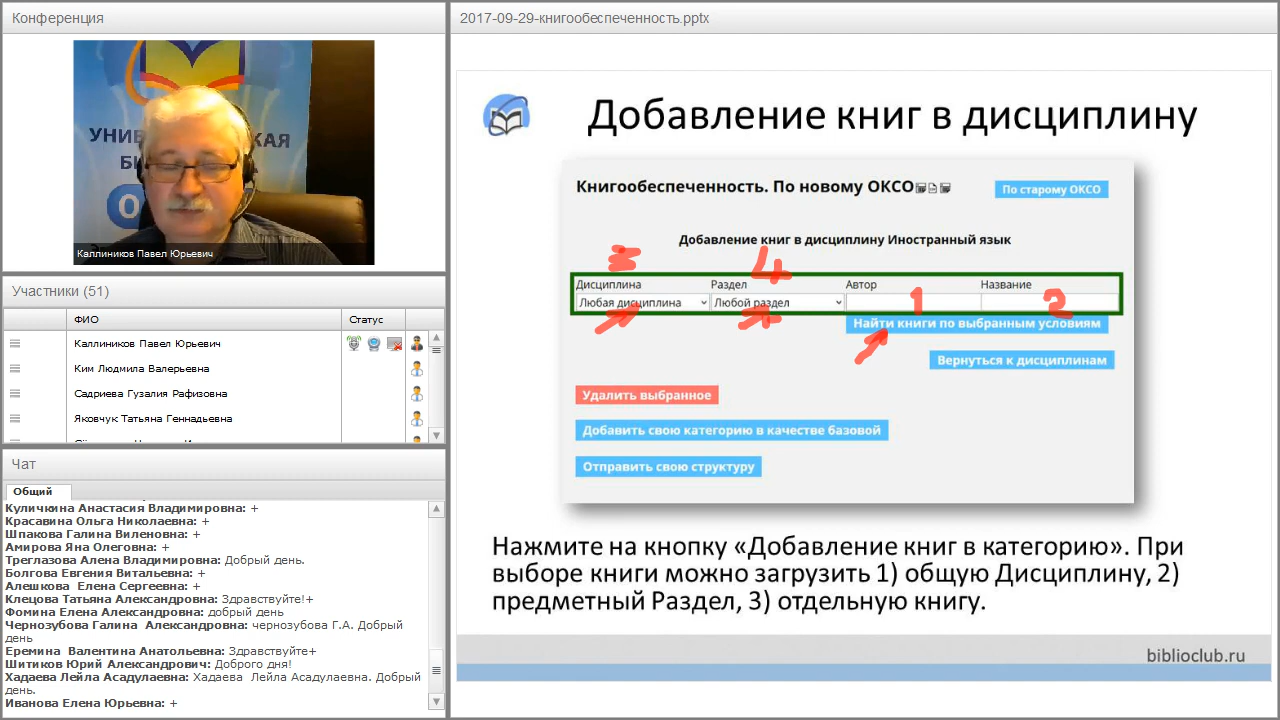 Конференция
УНИВ
СКАЯ
БИ
Каллиников Павел Юрьевич
Участники (51)
ФИО
Статус
Каллиников Павел Юрьевич
Ким Людмила Валерьевна
Садриева Гузалия Рафизовна
Яковчук Татьяна Геннадьевна
Чат
Общий
Куличкина Анастасия Владимировна: +
Красавина Ольга Николаевна: +
Шпакова Галина Виленовна: +
Амирова Яна Олеговна: +
Треглазова Алена Владимировна: Добрый день.
Болгова Евгения Витальевна: +
Алешкова Елена Сергеевна: +
Клецова Татьяна Александровна: Здравствуйте!+
Фомина Елена Александровна: добрый день
Чернозубова Галина Александровна: чернозубова Г.А. Добрый
день
Еремина Валентина Анатольевна: Здравствуйте+
Шитиков Юрий Александрович: Доброго дня!
Хадаева Лейла Асадулаевна: Хадаева Лейла Асадулаевна. Добрый
день.
Иванова Елена Юрьевна: +
2017-09-29-книгообеспеченность.pptx
Добавление книг в дисциплину
Книгообеспеченность. По новому ОКСО
По старому ОКСО
Добавление книг в дисциплину Иностранный язык
3 4 1 2
Дисциплина Раздел Автор Название
Любая дисциплина Любой раздел
Найти книги по выбранным условиям
Вернуться к дисциплинам
Удалить выбранное
Добавить свою категорию в качестве базовой
Отправить свою структуру
Нажмите на кнопку «Добавление книг в категорию». При
выборе книги можно загрузить 1) общую Дисциплину, 2)
предметный Раздел, 3) отдельную книгу.
biblioclub.ru